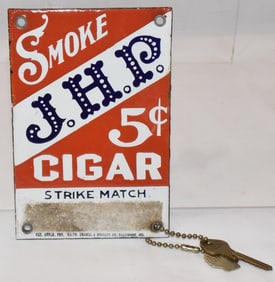 SMOKE
J.H.P.
5¢
CIGAR
STRIKE MATCH